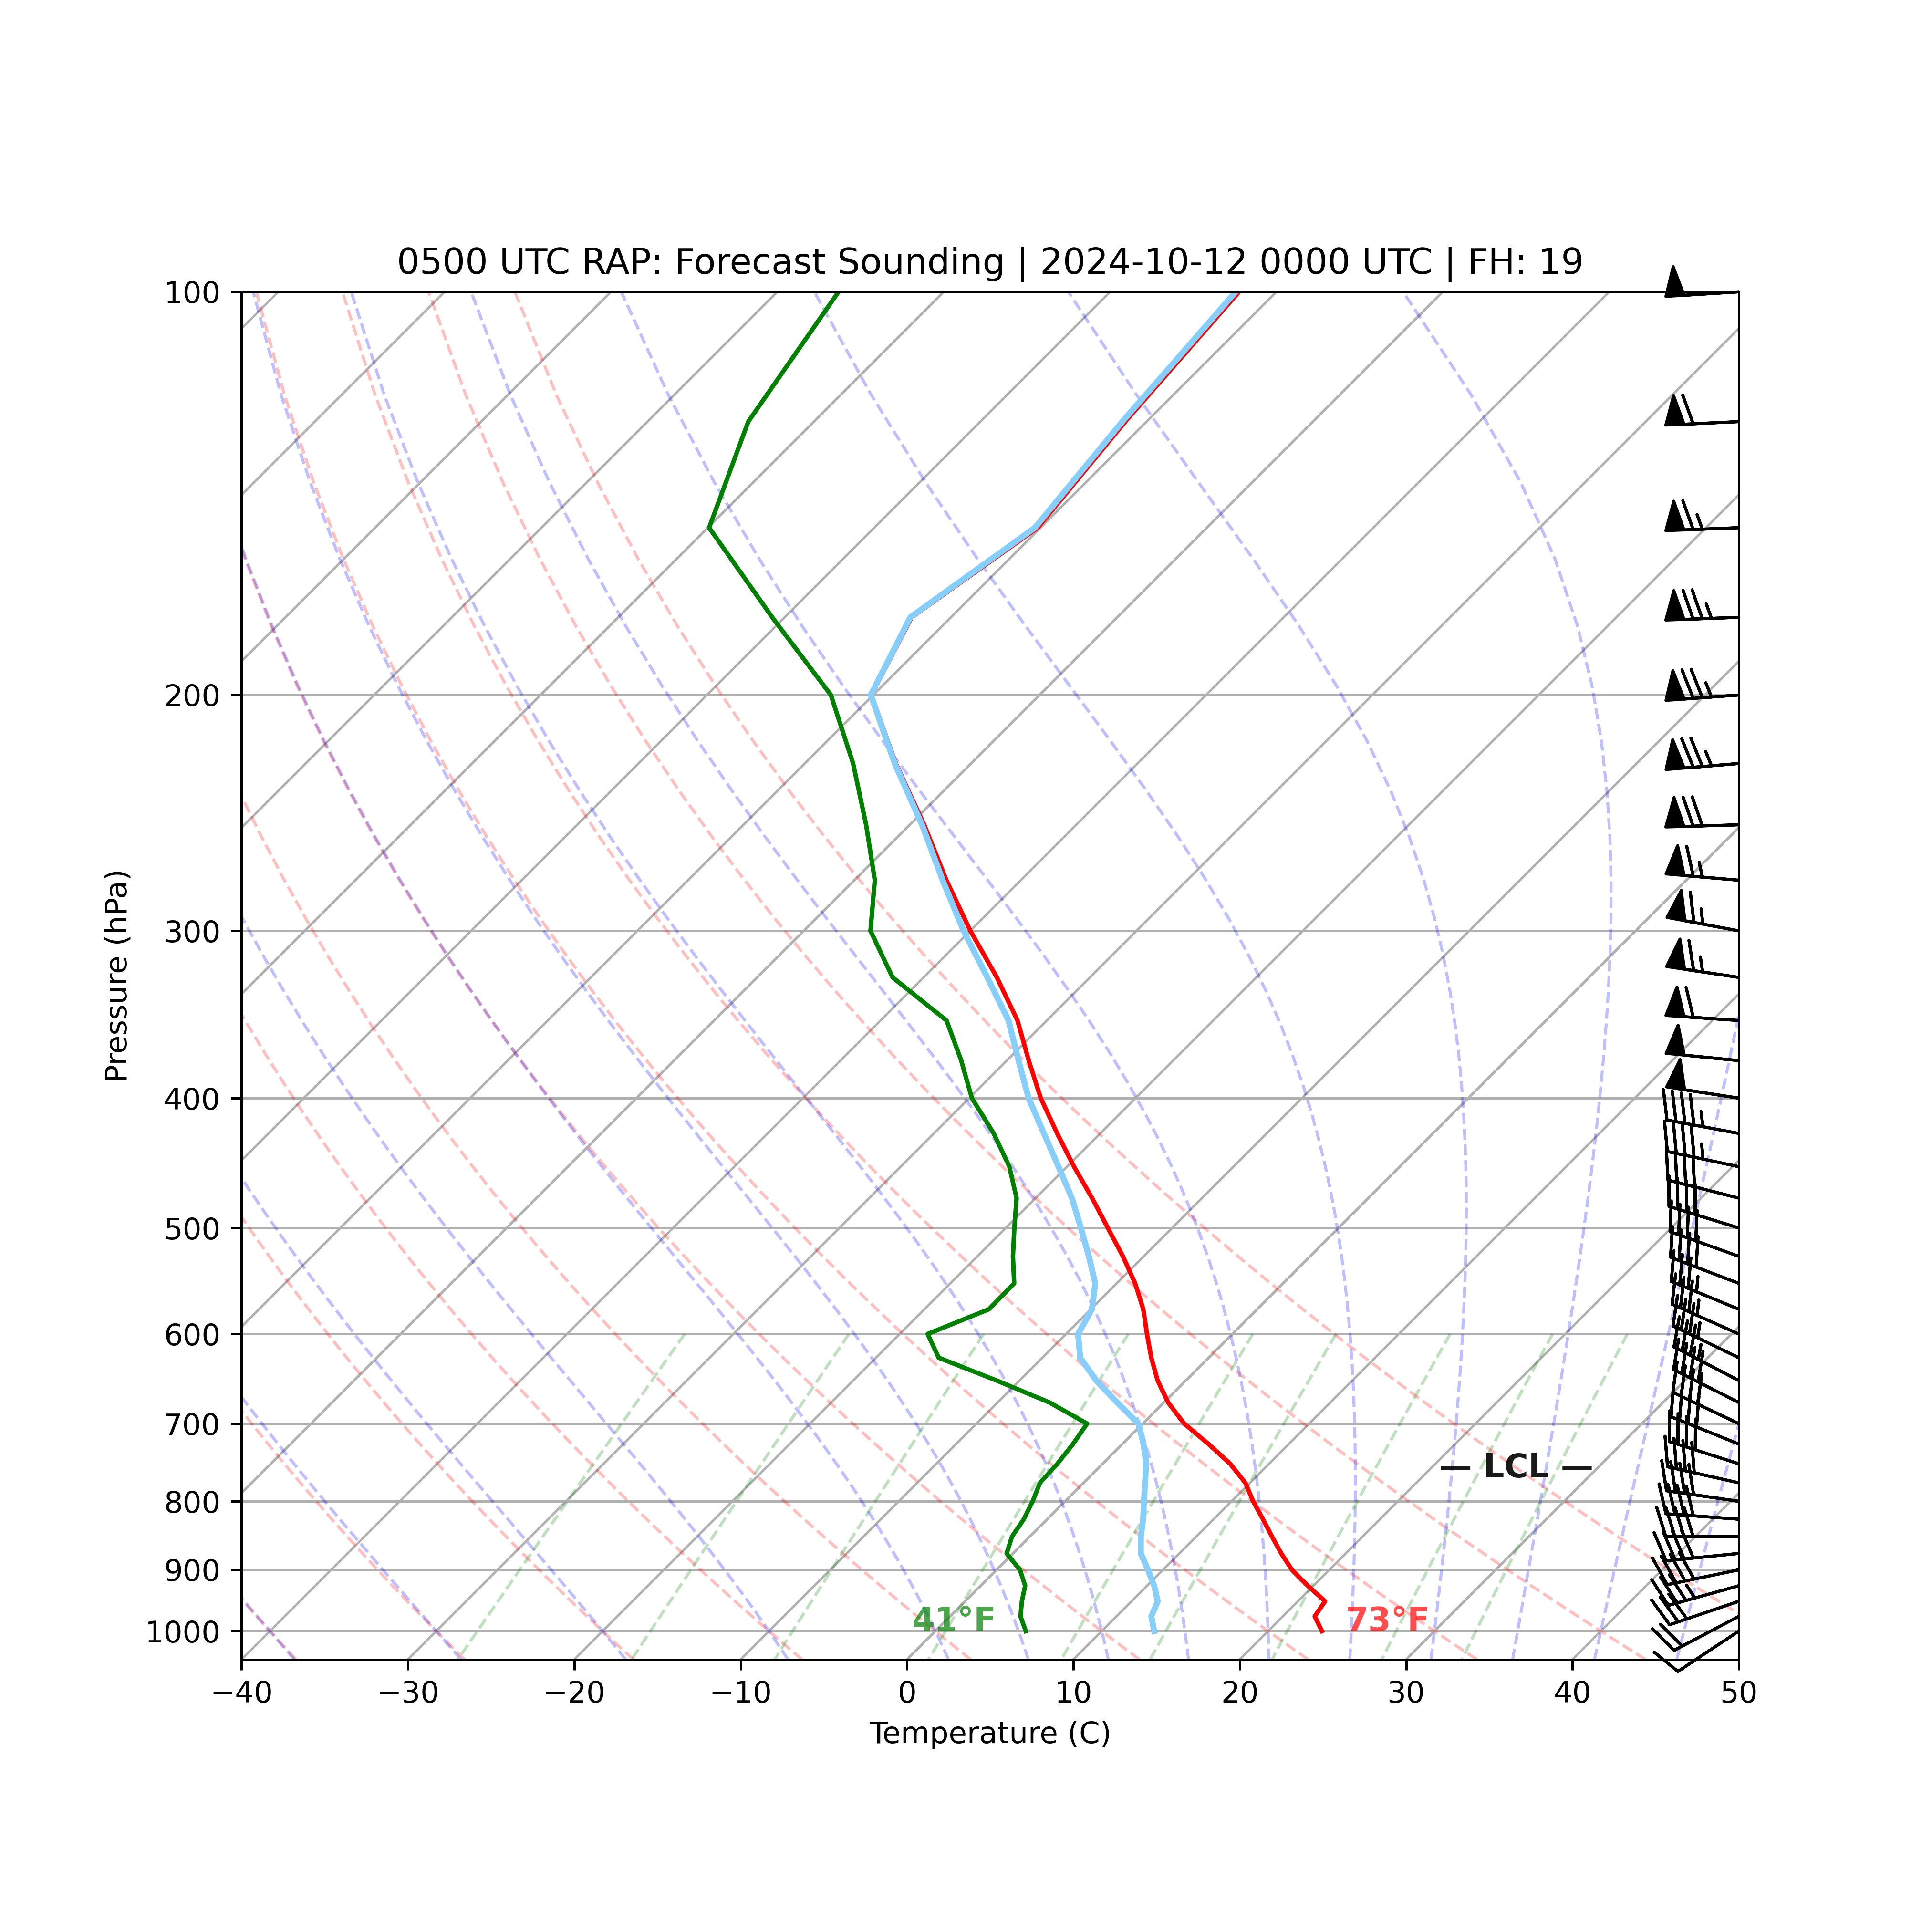 0500 UTC RAP: Forecast Sounding | 2024-10-12 0000 UTC | FH: 19
100
200
300
400
500
600
700
800
900
1000
Pressure (hPa)
— LCL —
41°F
73°F
−40 −30 −20 −10 0 10 20 30 40 50
Temperature (C)